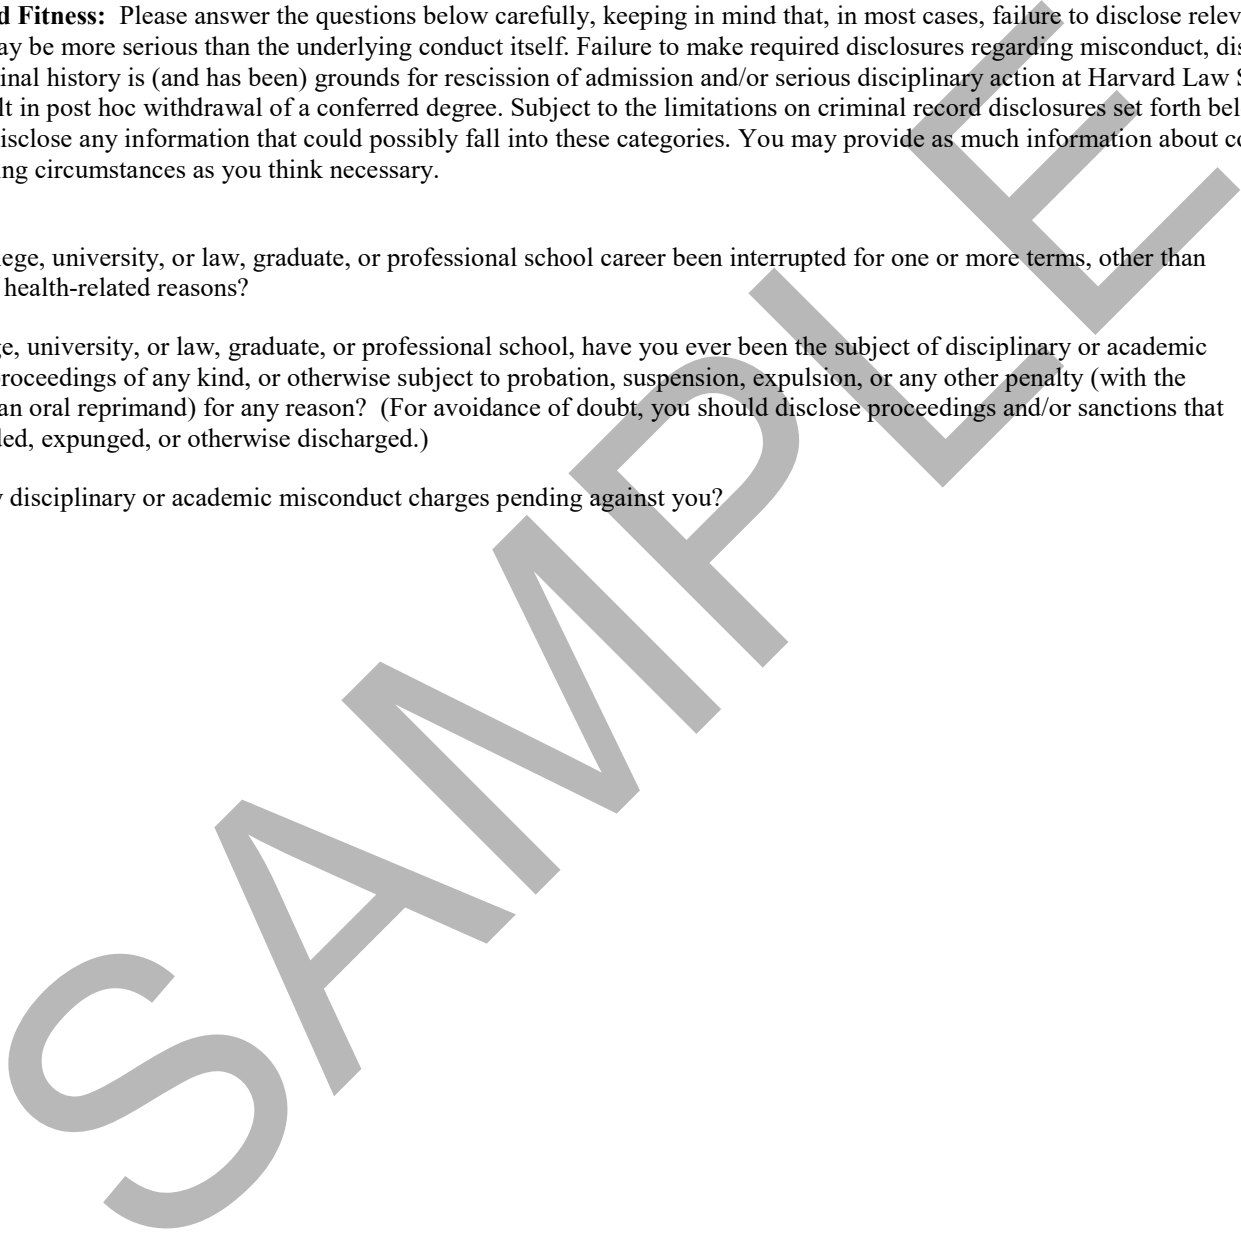 d Fitness: Please answer the questions below carefully, keeping in mind that, in most cases, failure to disclose relev
ay be more serious than the underlying conduct itself. Failure to make required disclosures regarding misconduct, dis
inal history is (and has been) grounds for rescission of admission and/or serious disciplinary action at Harvard Law S
lt in post hoc withdrawal of a conferred degree. Subject to the limitations on criminal record disclosures set forth bel
isclose any information that could possibly fall into these categories. You may provide as much information about co
ng circumstances as you think necessary.
lege, university, or law, graduate, or professional school career been interrupted for one or more terms, other than
health-related reasons?
e, university, or law, graduate, or professional school, have you ever been the subject of disciplinary or academic
roceedings of any kind, or otherwise subject to probation, suspension, expulsion, or any other penalty (with the
an oral reprimand) for any reason? (For avoidance of doubt, you should disclose proceedings and/or sanctions that
led, expunged, or otherwise discharged.)
y disciplinary or academic misconduct charges pending against you?
SAMPLE